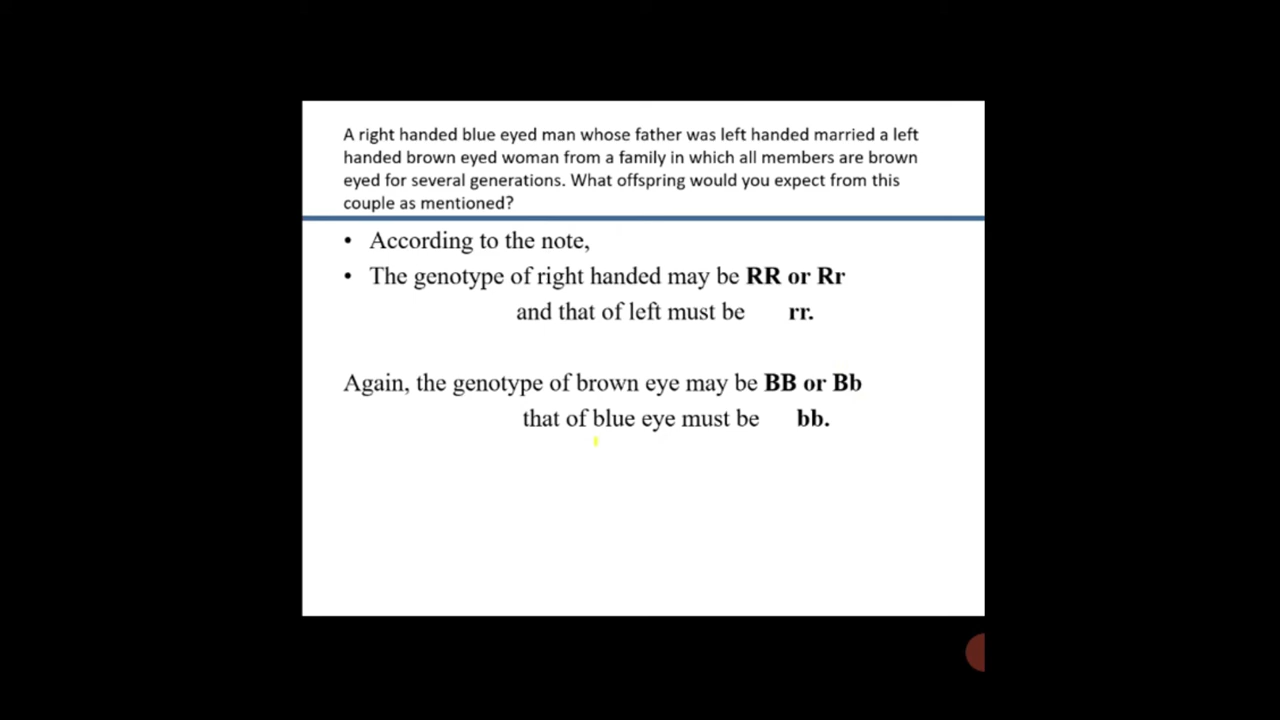 A right handed blue eyed man whose father was left handed married a left
handed brown eyed woman from a family in which all members are brown
eyed for several generations. What offspring would you expect from this
couple as mentioned?
• According to the note,
• The genotype of right handed may be RR or Rr
and that of left must be rr.
Again, the genotype of brown eye may be BB or Bb
that of blue eye must be bb.